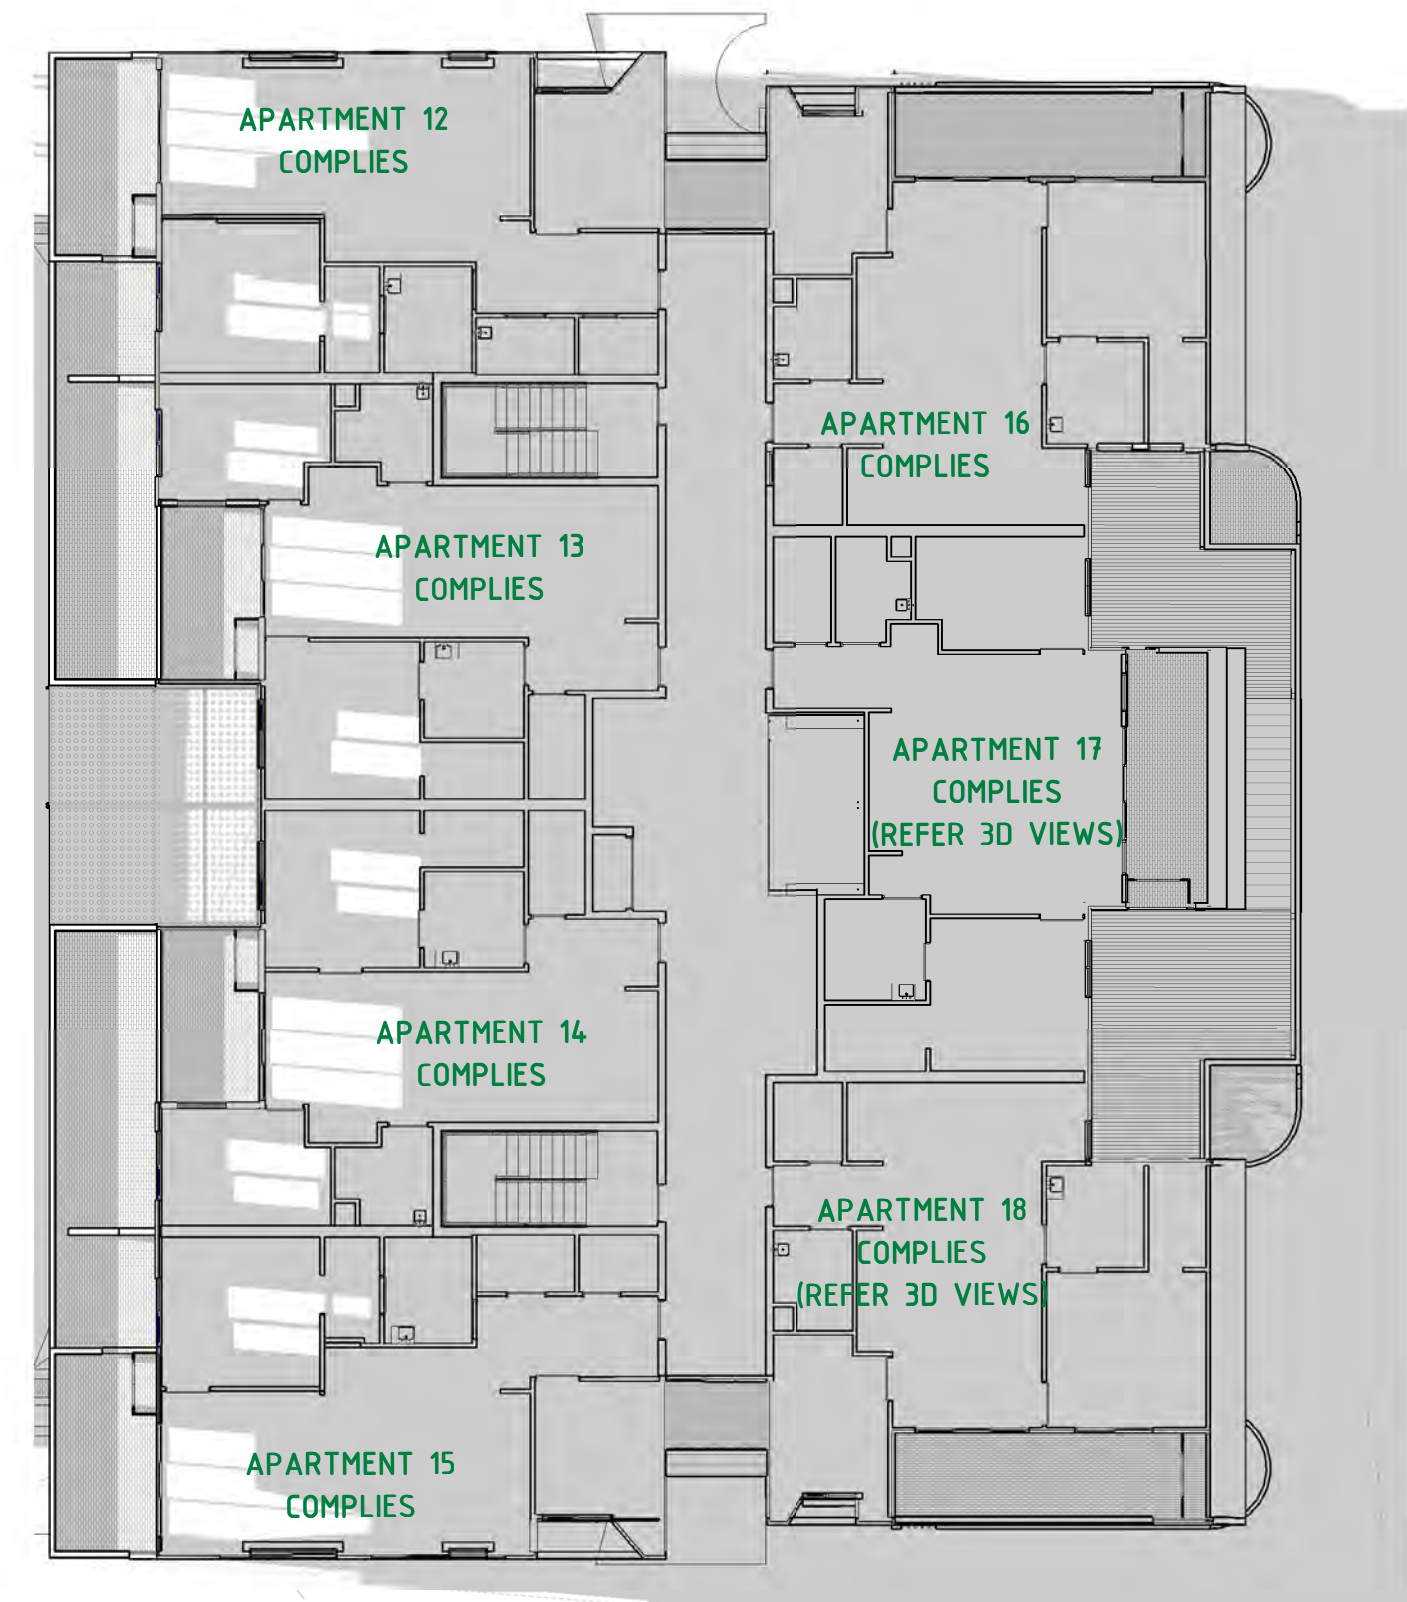 APARTMENT 12
COMPLIES
APARTMENT 16
COMPLIES
APARTMENT 13
COMPLIES
APARTMENT 17
COMPLIES
(REFER 3D VIEWS)
APARTMENT 14
COMPLIES
APARTMENT 18
COMPLIES
(REFER 3D VIEWS)
APARTMENT 15
COMPLIES